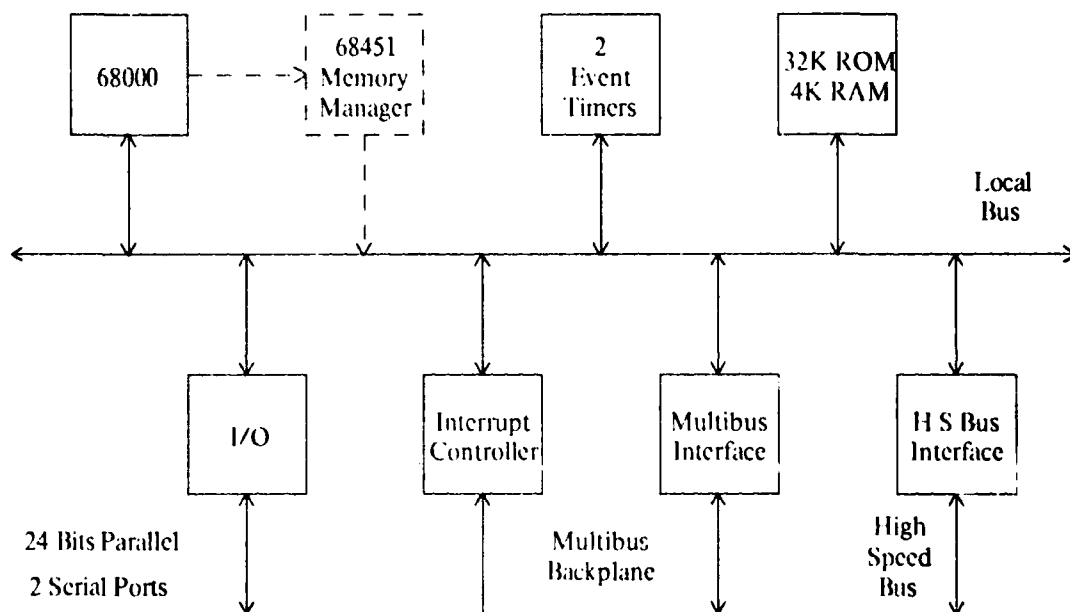 68000
68451
Memory
Manager
2
Event
Timers
32K ROM
4K RAM
Local
Bus
I/O
Interrupt
Controller
Multibus
Interface
H S Bus
Interface
24 Bits Parallel
2 Serial Ports
Multibus
Backplane
High
Speed
Bus